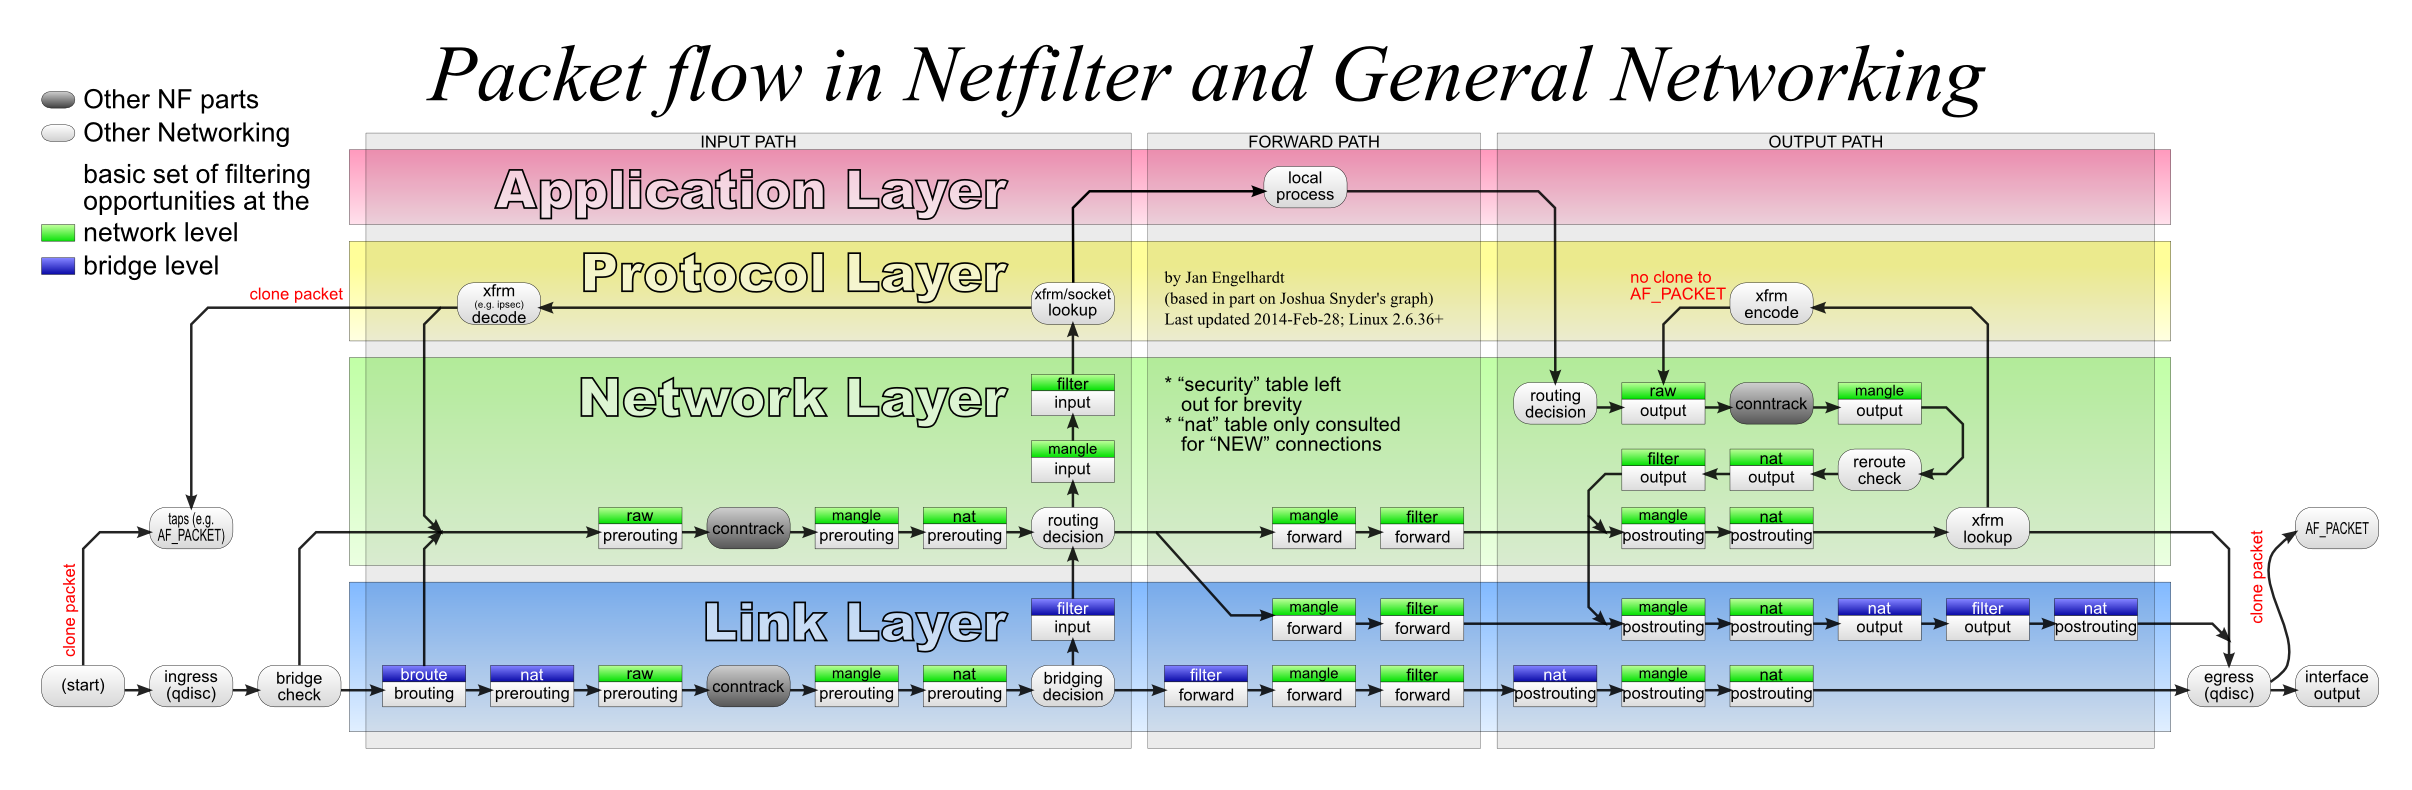 Packet flow in Netfilter and General Networking
Other NF parts
Other Networking
basic set of filtering
opportunities at the
network level
bridge level
INPUT PATH
FORWARD PATH
OUTPUT PATH
Application Layer
local
process
Protocol Layer
clone packet
xfrm
(e.g. ipsec)
decode
xfrm/socket
lookup
by Jan Engelhardt
(based in part on Joshua Snyder's graph)
Last updated 2014-Feb-28; Linux 2.6.36+
no clone to
AF_PACKET
xfrm
encode
Network Layer
filter
input
mangle
input
* “security” table left
out for brevity
* “nat” table only consulted
for “NEW” connections
routing
decision
raw
output
conntrack
mangle
output
filter
output
nat
output
reroute
check
taps (e.g.
AF_PACKET)
raw
prerouting
conntrack
mangle
prerouting
nat
prerouting
routing
decision
mangle
forward
filter
forward
mangle
postrouting
nat
postrouting
xfrm
lookup
AF_PACKET
clone packet
clone packet
Link Layer
filter
input
mangle
forward
filter
forward
mangle
postrouting
nat
postrouting
nat
output
filter
output
nat
postrouting
(start)
ingress
(qdisc)
bridge
check
broute
brouting
nat
prerouting
raw
prerouting
conntrack
mangle
prerouting
nat
prerouting
bridging
decision
filter
forward
mangle
forward
filter
forward
nat
postrouting
mangle
postrouting
nat
postrouting
egress
(qdisc)
interface
output